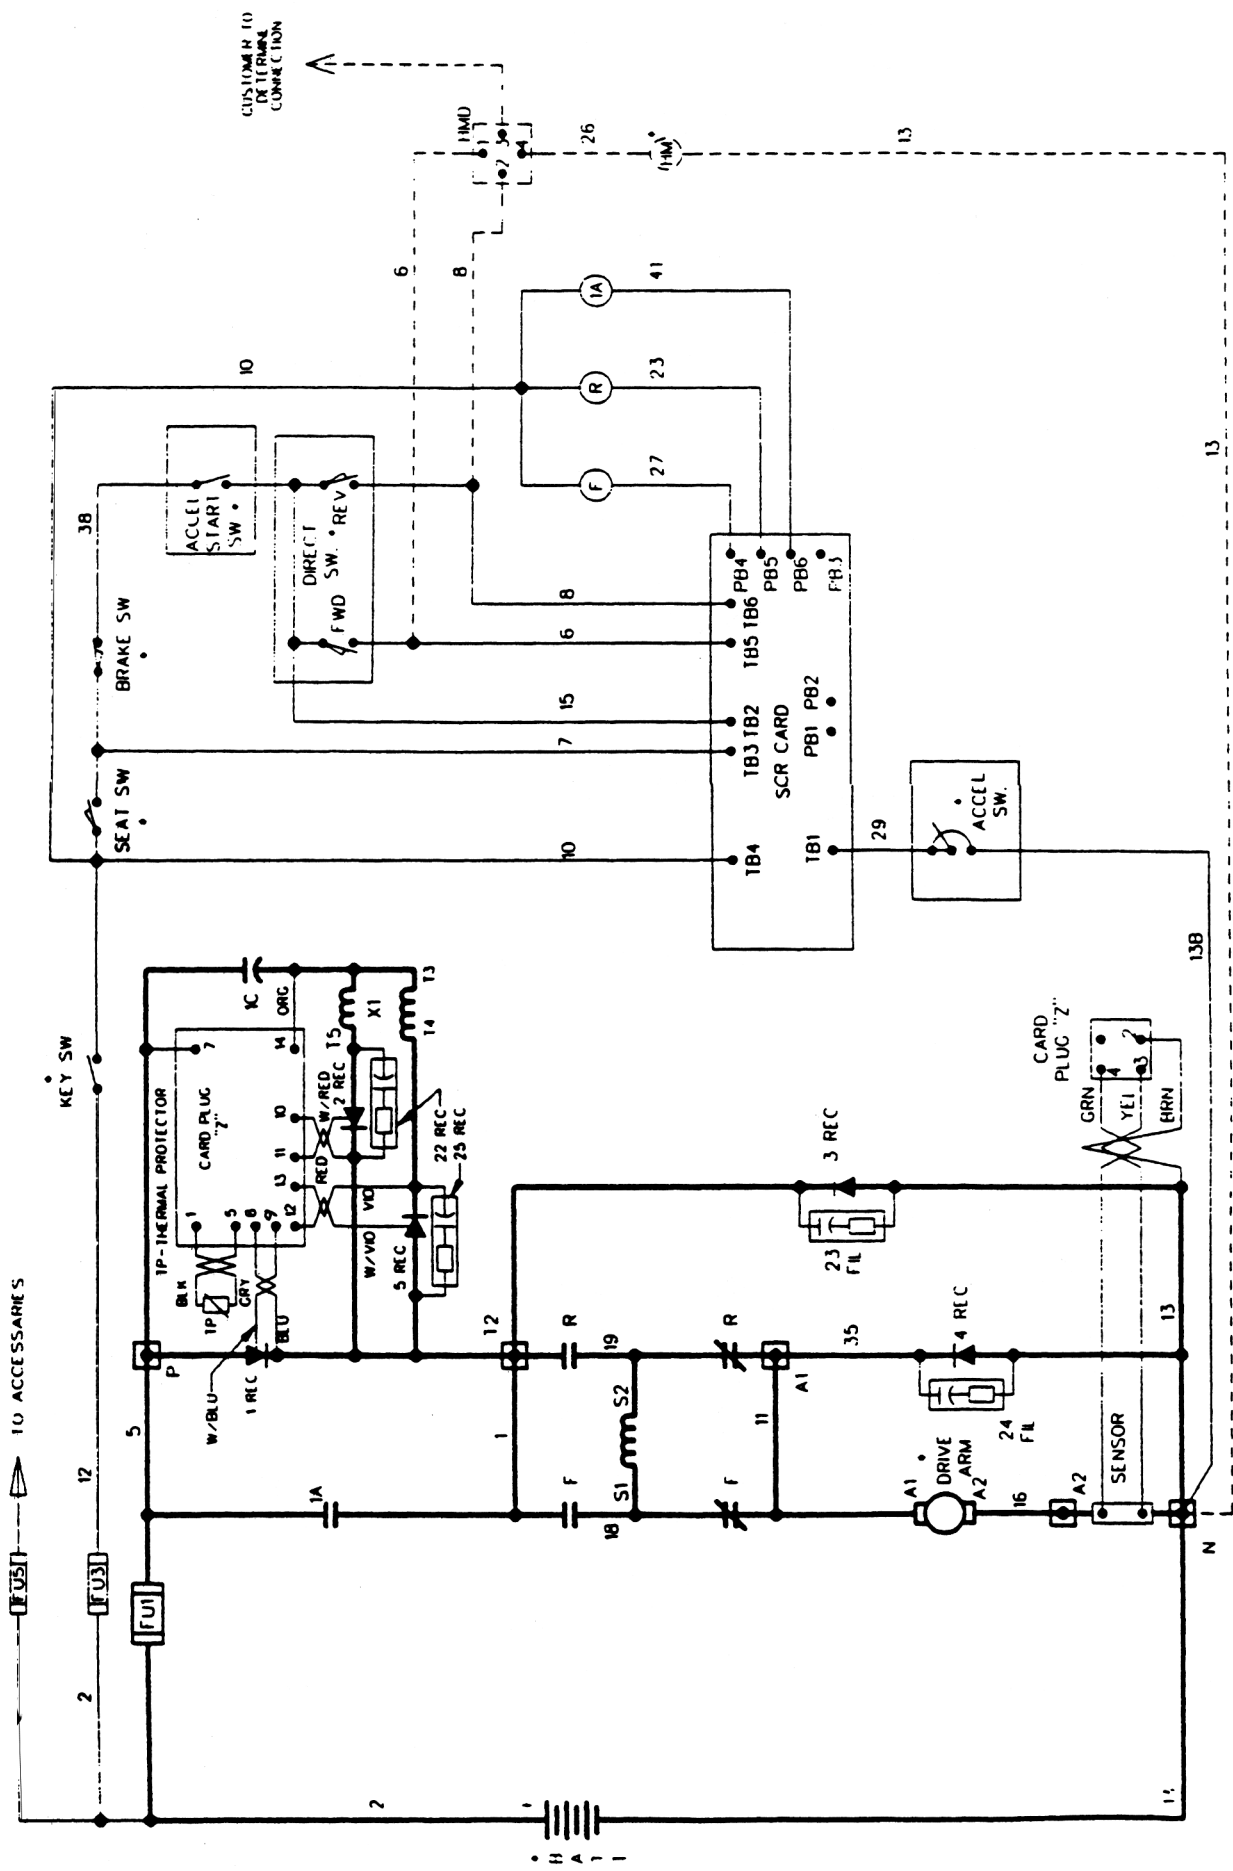 TO ACCESSARIES
FU5
FU3
FU1
2
12
2
5
KEY SW
SEAT SW
BRAKE SW
38
ACCEL
START
SW
DIRECT
SW.
FWD
REV
10
CUSTOMER TO
DETERMINE
CONNECTION
HMD
1
2
3
4
26
HM
13
6
8
1A
41
R
23
F
27
10
7
15
6
8
TB4
TB3
TB2
TB5
TB6
PB4
PB5
PB6
PB3
SCR CARD
PB1
PB2
TB1
29
ACCEL
SW.
13B
13
1P-THERMAL PROTECTOR
CARD PLUG
"Z"
7
14
10
11
13
12
1
5
8
9
1C
ORG
BLK
1P
GRY
W/BLU
BLU
1 REC
P
RED
W/RED
2 REC
T5
X1
T3
T4
VIO
W/VIO
5 REC
22 REC
25 REC
1A
1
T2
F
R
18
19
S1
S2
F
R
11
A1
35
3 REC
23
FIL
4 REC
24
FIL
A1
DRIVE
ARM
A2
16
A2
SENSOR
N
13
GRN
YEL
BRN
CARD
PLUG "Z"
4
3
2